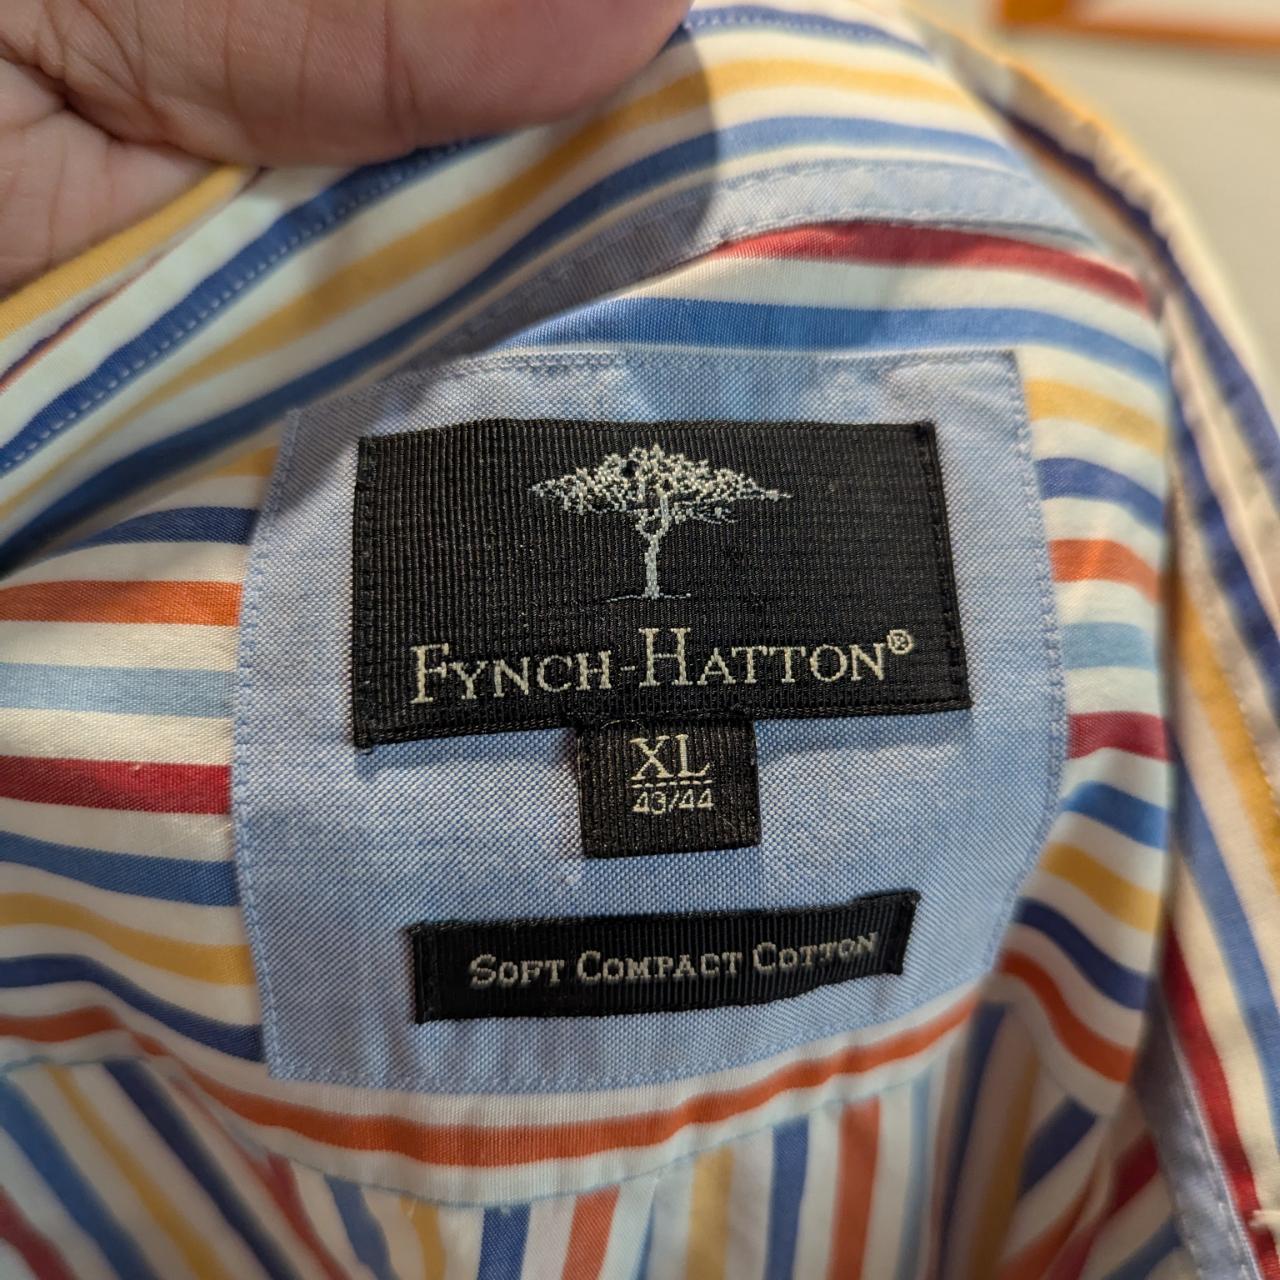 FYNCH-HATTON®
XL
43/44
SOFT COMPACT COTTON